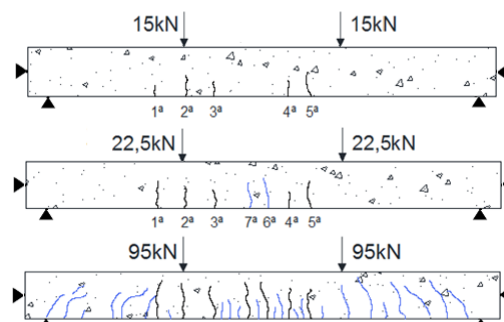 15kN 15kN
1ª 2ª 3ª 4ª 5ª
22,5kN 22,5kN
1ª 2ª 3ª 7ª 6ª 4ª 5ª
95kN 95kN